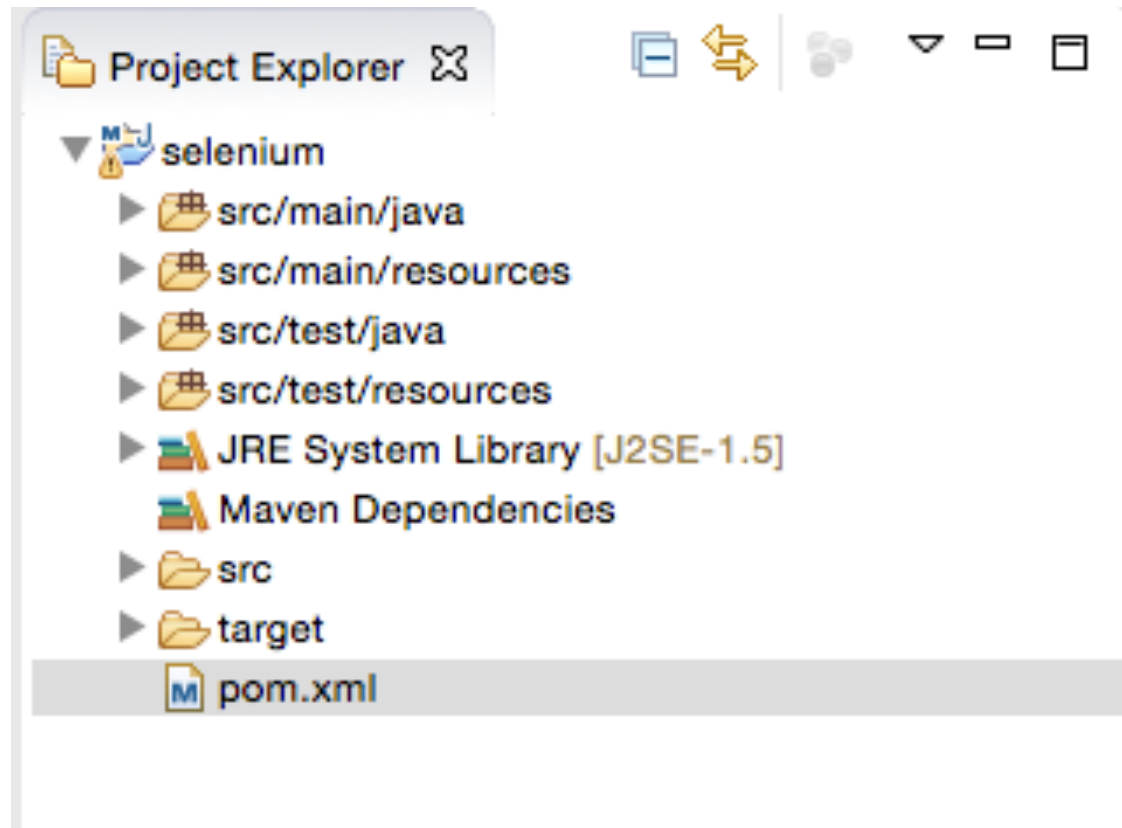 Project Explorer
selenium
src/main/java
src/main/resources
src/test/java
src/test/resources
JRE System Library [J2SE-1.5]
Maven Dependencies
src
target
pom.xml